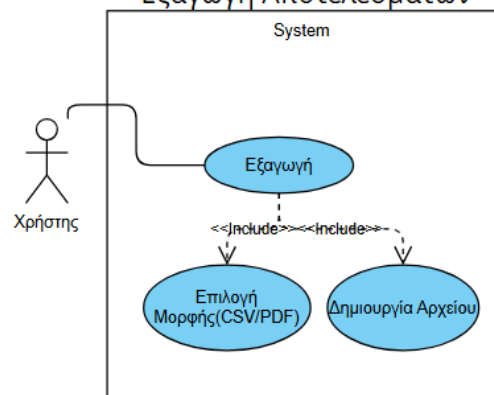 Εξαγωγή Αποτελεσμάτων
System
Χρήστης
Εξαγωγή
<<Include>>
<<Include>>
Επιλογή
Μορφής(CSV/PDF)
Δημιουργία Αρχείου